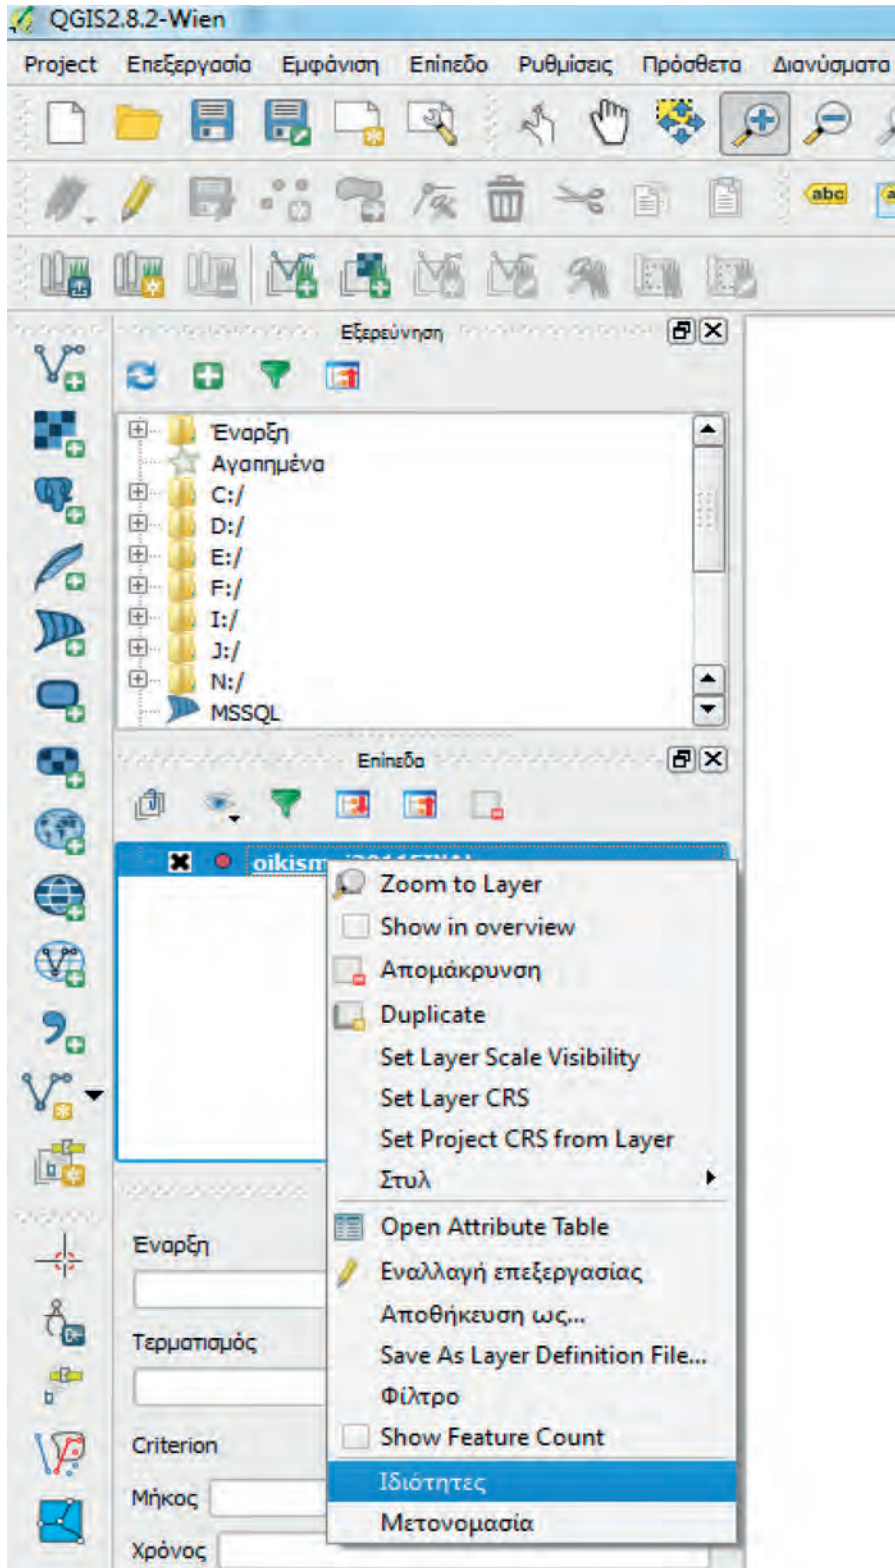 QGIS2.8.2-Wien
Project Επεξεργασία Εμφάνιση Επίπεδο Ρυθμίσεις Πρόσθετα Διανύσματα
abc
Εξερεύνηση
Έναρξη
Αγαπημένα
C:/
D:/
E:/
F:/
I:/
J:/
N:/
MSSQL
Επίπεδα
Zoom to Layer
Show in overview
Απομάκρυνση
Duplicate
Set Layer Scale Visibility
Set Layer CRS
Set Project CRS from Layer
Στυλ
Open Attribute Table
Εναλλαγή επεξεργασίας
Αποθήκευση ως...
Save As Layer Definition File...
Φίλτρο
Show Feature Count
Ιδιότητες
Μετονομασία
Έναρξη
Τερματισμός
Criterion
Μήκος
Χρόνος